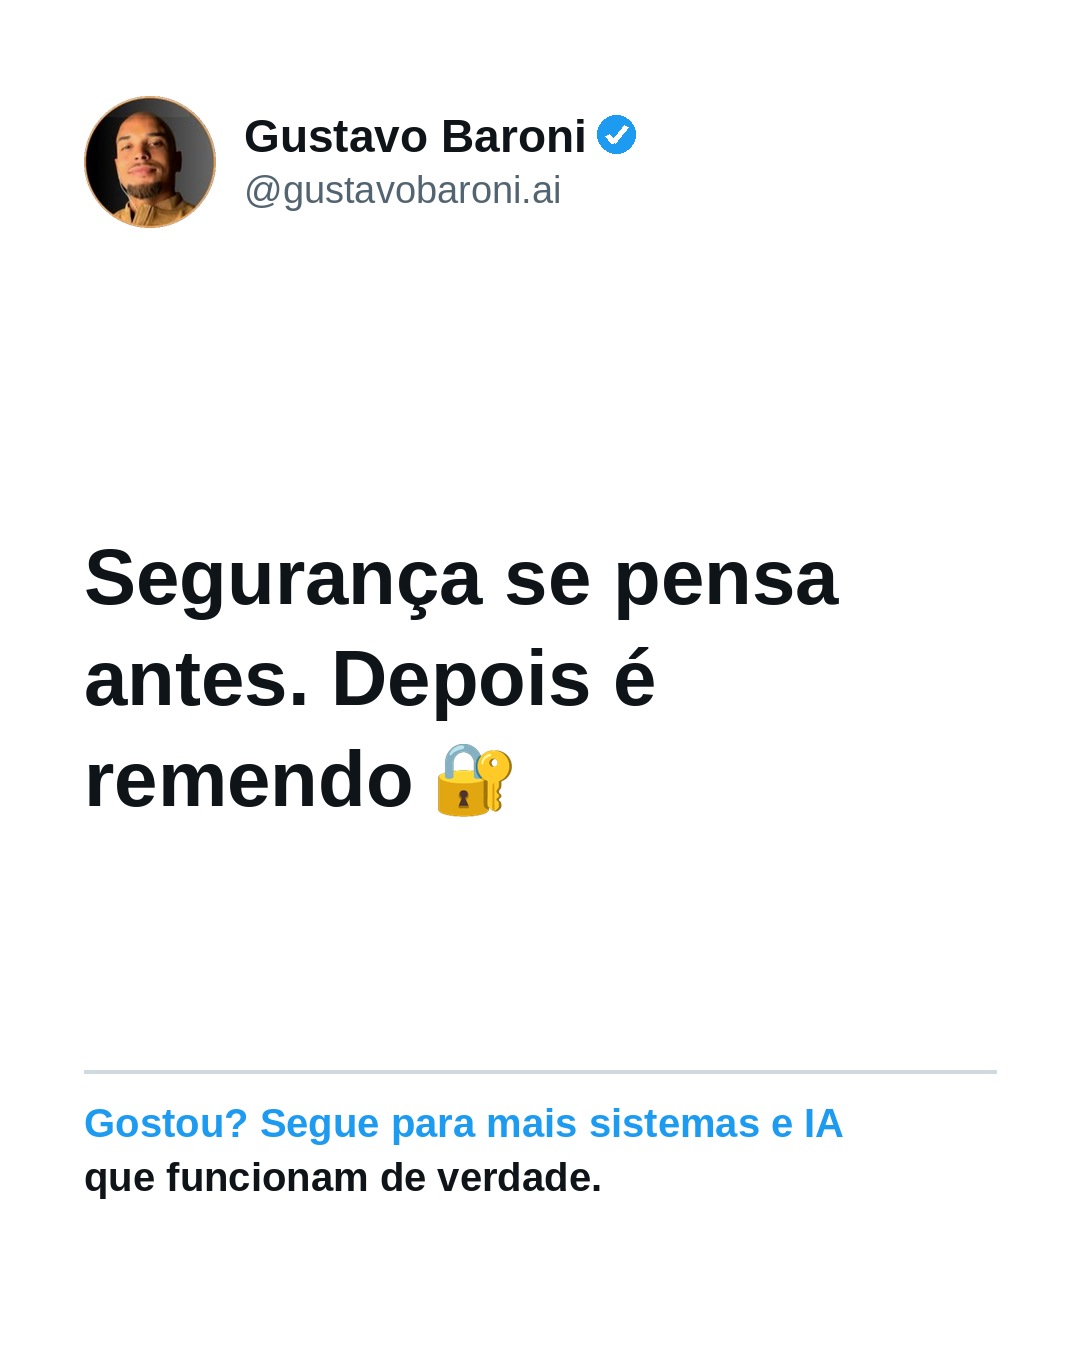 Gustavo Baroni
@gustavobaroni.ai
Segurança se pensa
antes. Depois é
remendo 🔐
Gostou? Segue para mais sistemas e IA
que funcionam de verdade.